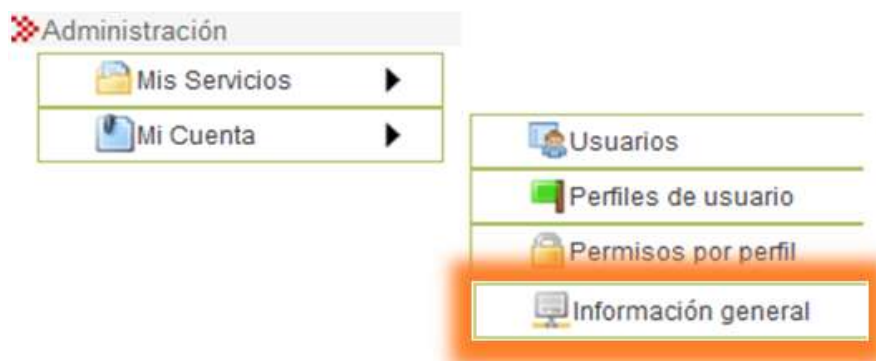 Administración
Mis Servicios
Mi Cuenta
Usuarios
Perfiles de usuario
Permisos por perfil
Información general